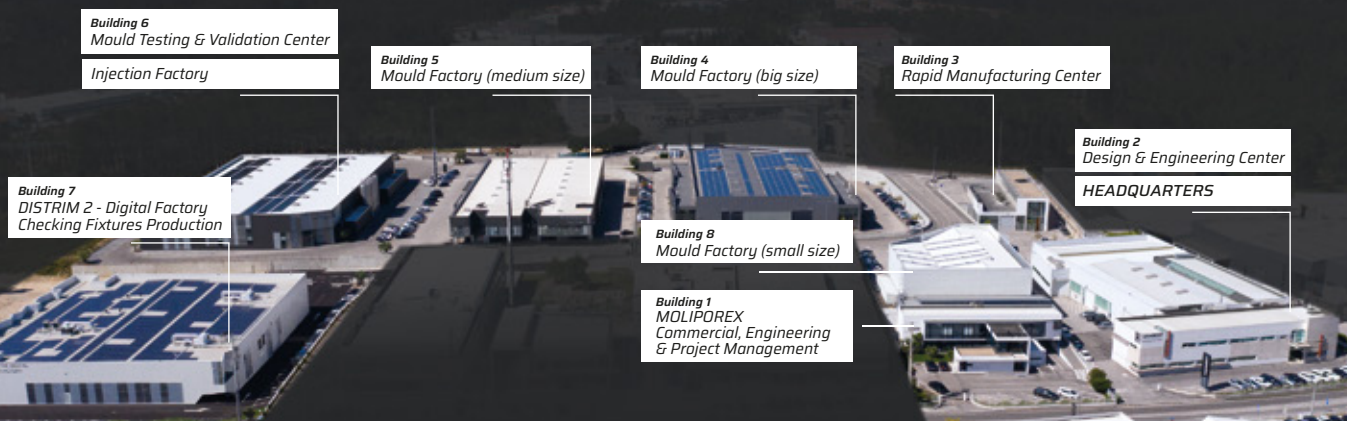 Building 6
Mould Testing & Validation Center
Injection Factory
Building 5
Mould Factory (medium size)
Building 4
Mould Factory (big size)
Building 3
Rapid Manufacturing Center
Building 2
Design & Engineering Center
HEADQUARTERS
Building 7
DISTRIM 2 - Digital Factory
Checking Fixtures Production
Building 8
Mould Factory (small size)
Building 1
MOLIPOREX
Commercial, Engineering
& Project Management